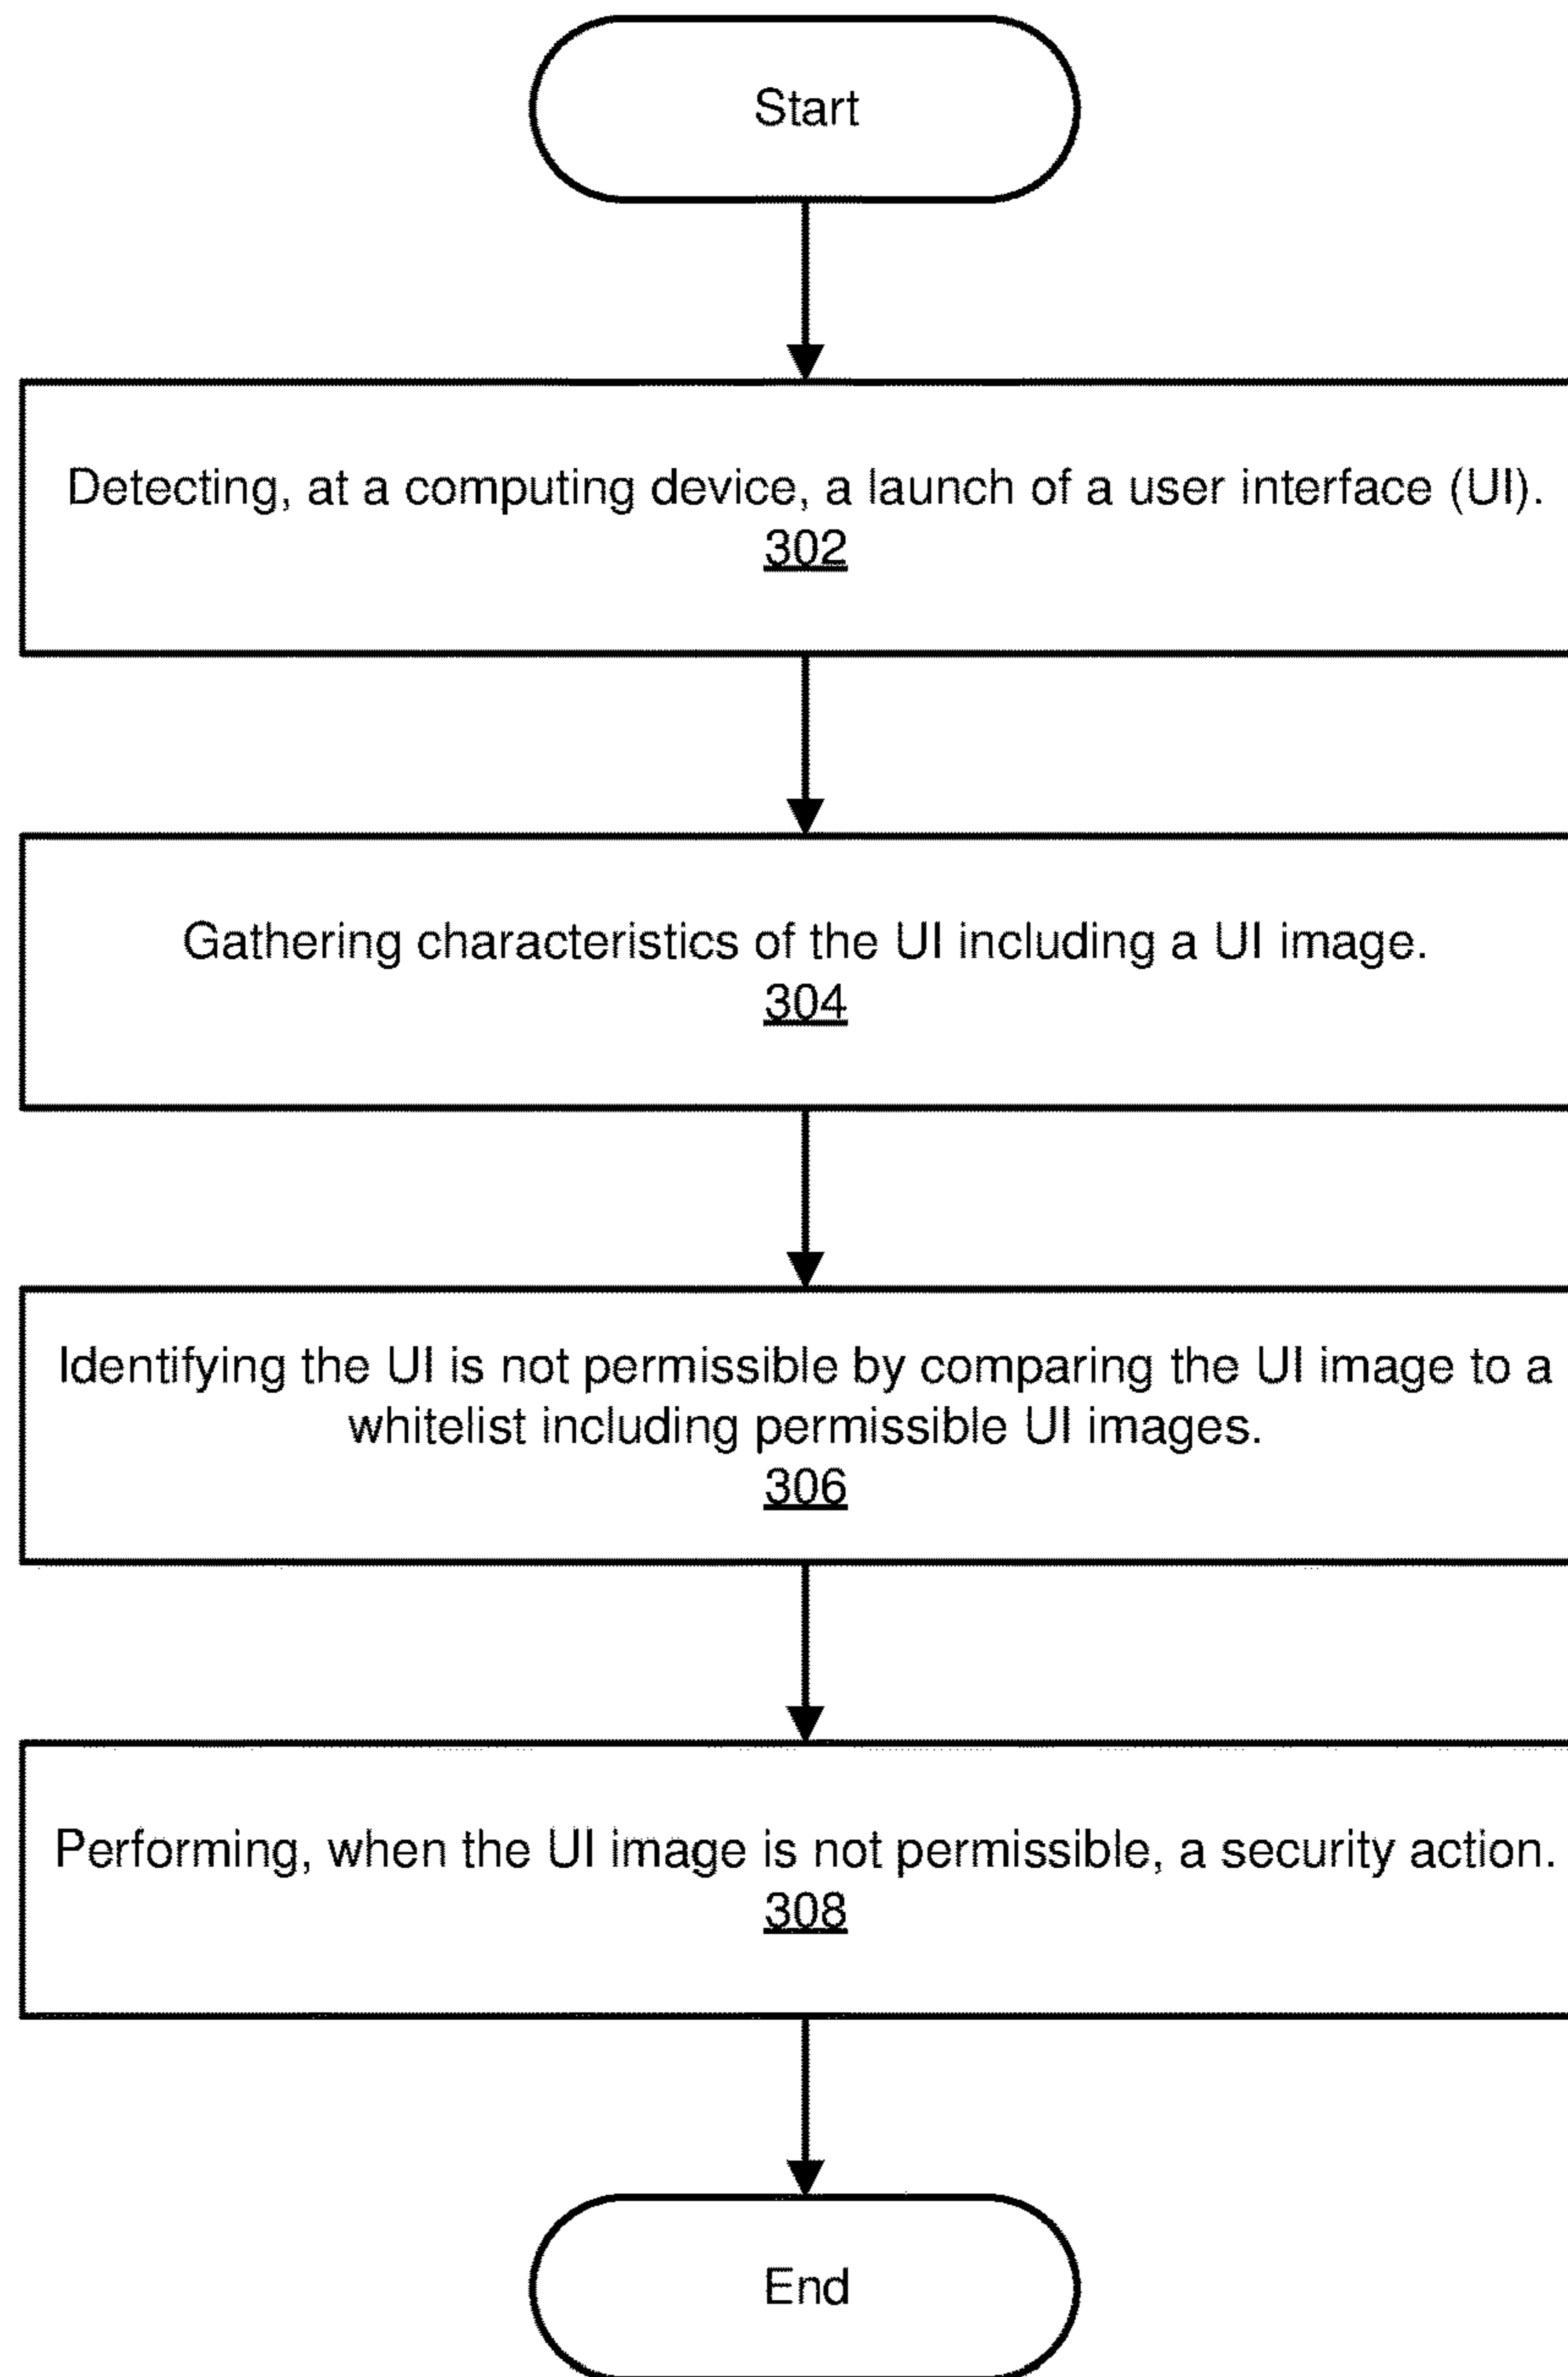 Start
Detecting, at a computing device, a launch of a user interface (UI).
302
Gathering characteristics of the UI including a UI image.
304
Identifying the UI is not permissible by comparing the UI image to a
whitelist including permissible UI images.
306
Performing, when the UI image is not permissible, a security action.
308
End